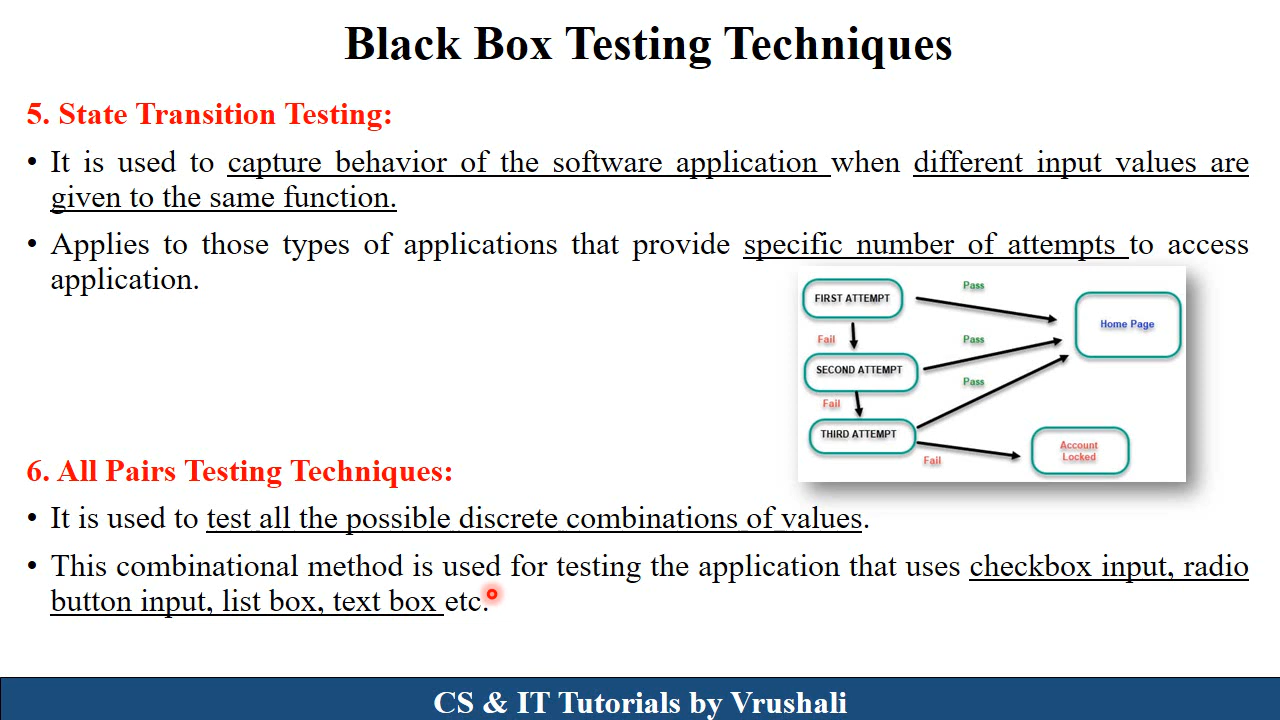 Black Box Testing Techniques
5. State Transition Testing:
• It is used to capture behavior of the software application when different input values are
given to the same function.
• Applies to those types of applications that provide specific number of attempts to access
application.
FIRST ATTEMPT
Pass
Home Page
Fail
Pass
SECOND ATTEMPT
Pass
Fail
THIRD ATTEMPT
Fail
Account
Locked
6. All Pairs Testing Techniques:
• It is used to test all the possible discrete combinations of values.
• This combinational method is used for testing the application that uses checkbox input, radio
button input, list box, text box etc.
CS & IT Tutorials by Vrushali